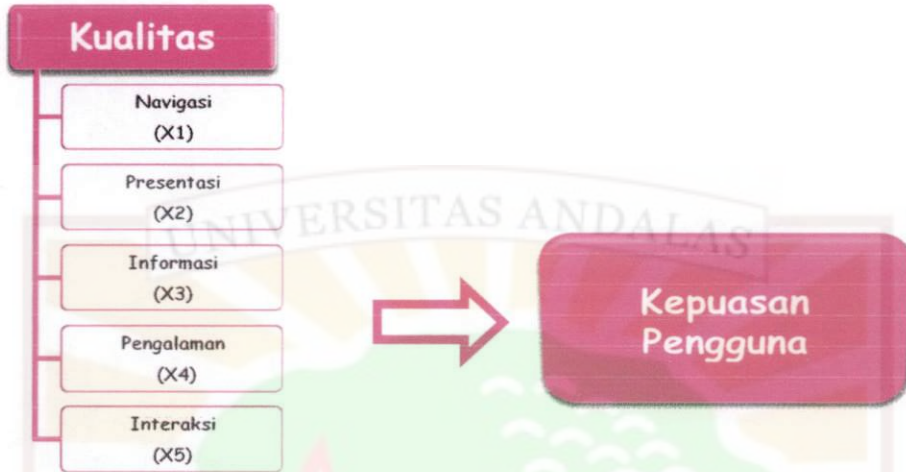 Kualitas
Navigasi
(X1)
Presentasi
(X2)
Informasi
(X3)
Pengalaman
(X4)
Interaksi
(X5)
UNIVERSITAS ANDALAS
Kepuasan
Pengguna